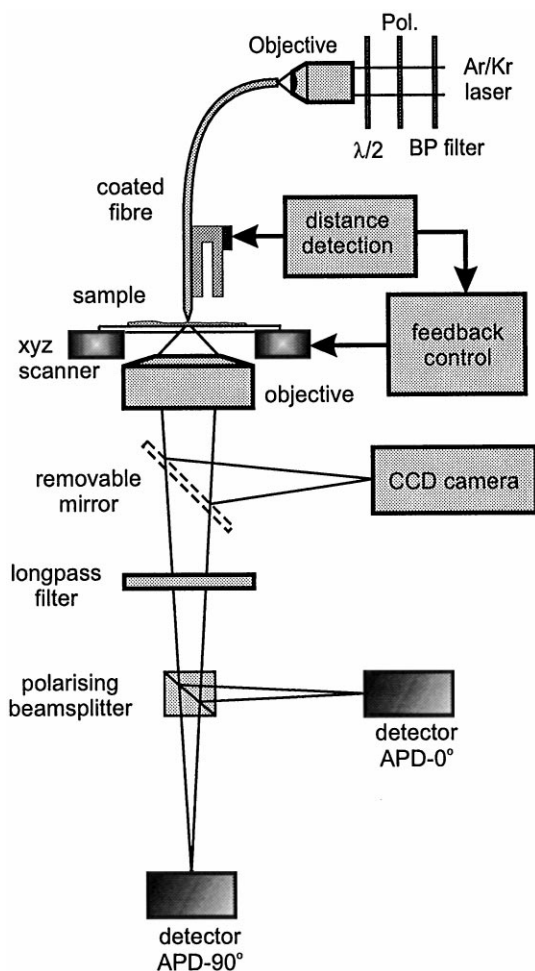 Pol.
Objective
Ar/Kr
laser
λ/2
BP filter
coated
fibre
distance
detection
sample
xyz
scanner
feedback
control
objective
removable
mirror
CCD camera
longpass
filter
polarising
beamsplitter
detector
APD-0°
detector
APD-90°